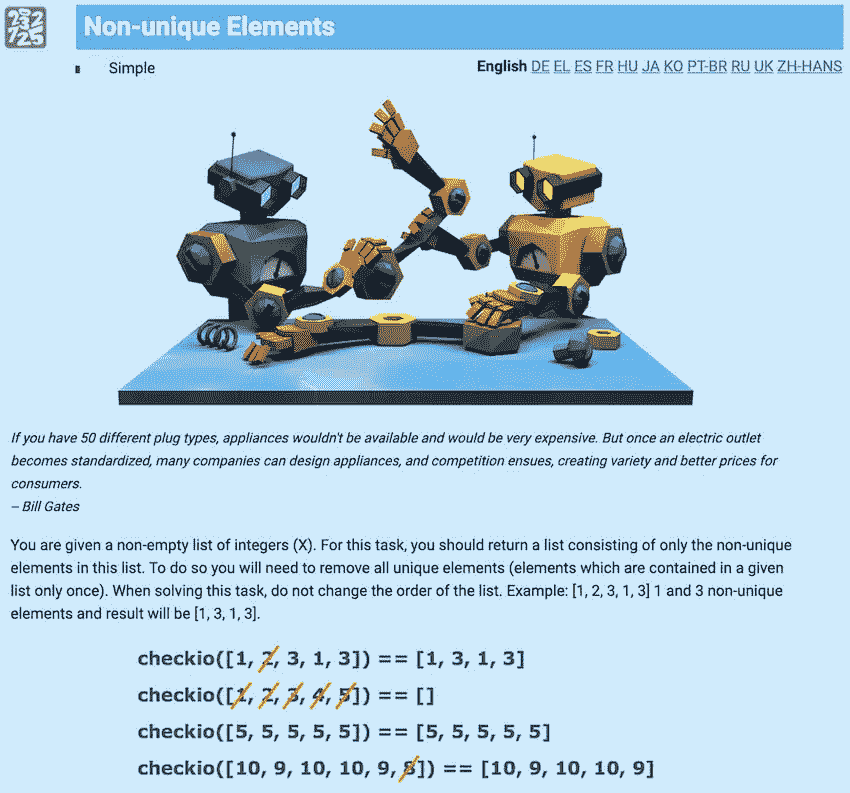 232
125
Non-unique Elements
Simple
English DE EL ES FR HU JA KO PT-BR RU UK ZH-HANS
If you have 50 different plug types, appliances wouldn't be available and would be very expensive. But once an electric outlet
becomes standardized, many companies can design appliances, and competition ensues, creating variety and better prices for
consumers.
– Bill Gates
You are given a non-empty list of integers (X). For this task, you should return a list consisting of only the non-unique
elements in this list. To do so you will need to remove all unique elements (elements which are contained in a given
list only once). When solving this task, do not change the order of the list. Example: [1, 2, 3, 1, 3] 1 and 3 non-unique
elements and result will be [1, 3, 1, 3].
checkio([1, 2, 3, 1, 3]) == [1, 3, 1, 3]
checkio([1, 2, 3, 4, 5]) == []
checkio([5, 5, 5, 5, 5]) == [5, 5, 5, 5, 5]
checkio([10, 9, 10, 10, 9, 8]) == [10, 9, 10, 10, 9]